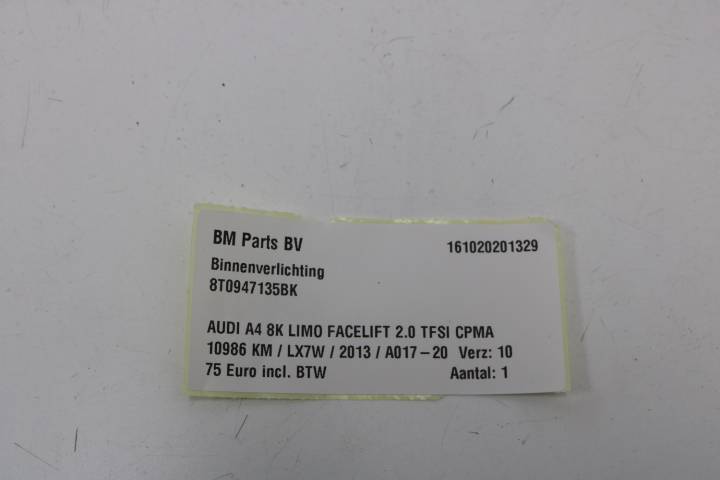 BM Parts BV 161020201329
Binnenverlichting
8T0947135BK
AUDI A4 8K LIMO FACELIFT 2.0 TFSI CPMA
10986 KM / LX7W / 2013 / A017-20 Verz: 10
75 Euro incl. BTW Aantal: 1